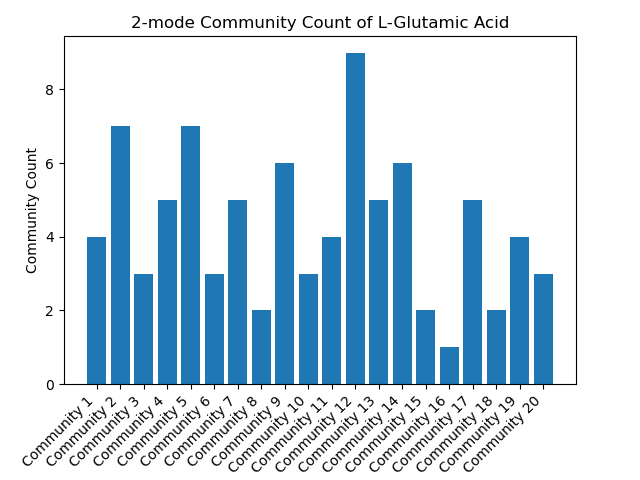 2-mode Community Count of L-Glutamic Acid
Community Count
8
6
4
2
0
Community 1
Community 2
Community 3
Community 4
Community 5
Community 6
Community 7
Community 8
Community 9
Community 10
Community 11
Community 12
Community 13
Community 14
Community 15
Community 16
Community 17
Community 18
Community 19
Community 20